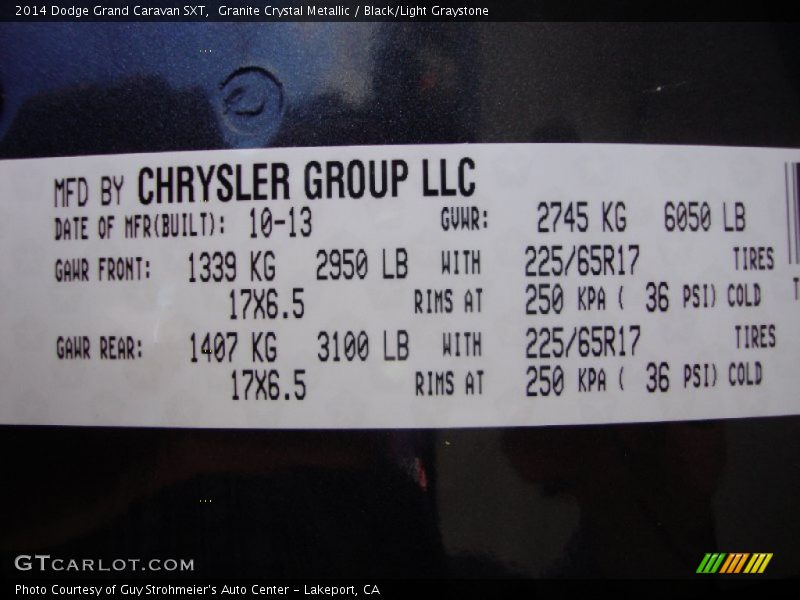 2014 Dodge Grand Caravan SXT,  Granite Crystal Metallic / Black/Light Graystone
MFD BY CHRYSLER GROUP LLC
DATE OF MFR(BUILT): 10-13 GVWR: 2745 KG 6050 LB
GAWR FRONT: 1339 KG 2950 LB WITH 225/65R17 TIRES
17X6.5 RIMS AT 250 KPA ( 36 PSI) COLD
GAWR REAR: 1407 KG 3100 LB WITH 225/65R17 TIRES
17X6.5 RIMS AT 250 KPA ( 36 PSI) COLD
GTCARLOT.COM
Photo Courtesy of Guy Strohmeier's Auto Center - Lakeport, CA